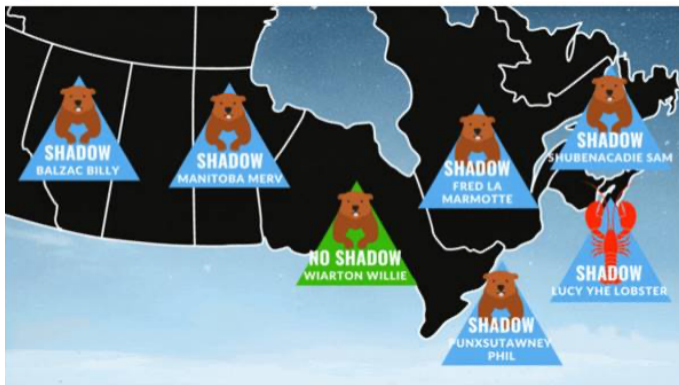 SHADOW
BALZAC BILLY
SHADOW
MANITOBA MERV
NO SHADOW
WIARTON WILLIE
SHADOW
FRED LA
MARMOTTE
SHADOW
SHUBENACADIE SAM
SHADOW
LUCY YHE LOBSTER
SHADOW
PUNXSUTAWNEY
PHIL